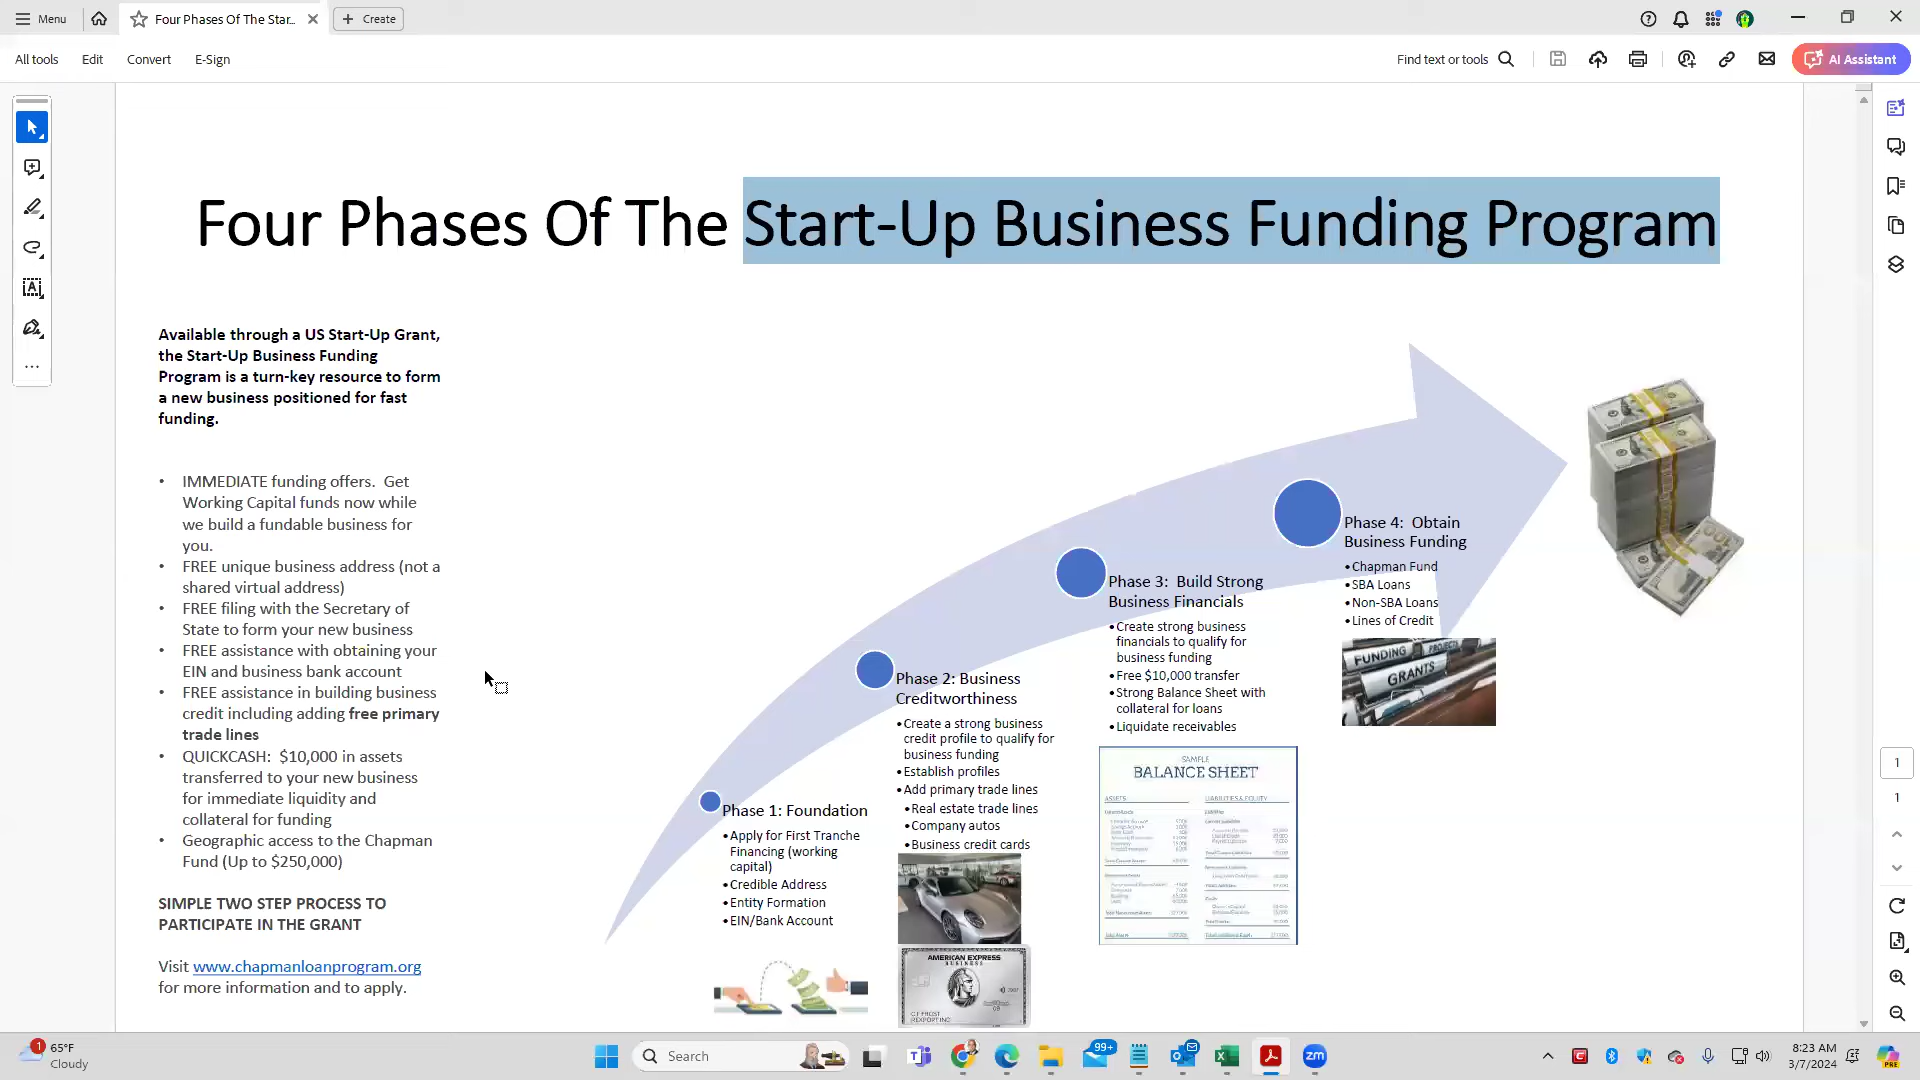 Menu
Four Phases Of The Star...
Create
All tools
Edit
Convert
E-Sign
Find text or tools
AI Assistant
Four Phases Of The Start-Up Business Funding Program
Available through a US Start-Up Grant,
the Start-Up Business Funding
Program is a turn-key resource to form
a new business positioned for fast
funding.
• IMMEDIATE funding offers.  Get
Working Capital funds now while
we build a fundable business for
you.
• FREE unique business address (not a
shared virtual address)
• FREE filing with the Secretary of
State to form your new business
• FREE assistance with obtaining your
EIN and business bank account
• FREE assistance in building business
credit including adding free primary
trade lines
• QUICKCASH:  $10,000 in assets
transferred to your new business
for immediate liquidity and
collateral for funding
• Geographic access to the Chapman
Fund (Up to $250,000)
SIMPLE TWO STEP PROCESS TO
PARTICIPATE IN THE GRANT
Visit www.chapmanloanprogram.org
for more information and to apply.
Phase 1: Foundation
•Apply for First Tranche
Financing (working
capital)
•Credible Address
•Entity Formation
•EIN/Bank Account
Phase 2: Business
Creditworthiness
•Create a strong business
credit profile to qualify for
business funding
•Establish profiles
•Add primary trade lines
•Real estate trade lines
•Company autos
•Business credit cards
AMERICAN EXPRESS
BUSINESS
C F FROST
Phase 3:  Build Strong
Business Financials
•Create strong business
financials to qualify for
business funding
•Free $10,000 transfer
•Strong Balance Sheet with
collateral for loans
•Liquidate receivables
SAMPLE
BALANCE SHEET
ASSETS
LIABILITIES & EQUITY
Phase 4:  Obtain
Business Funding
•Chapman Fund
•SBA Loans
•Non-SBA Loans
•Lines of Credit
FUNDING
PROJECTS
GRANTS
1
1
1
65°F
Cloudy
Search
99+
zm
PRE
8:23 AM
3/7/2024